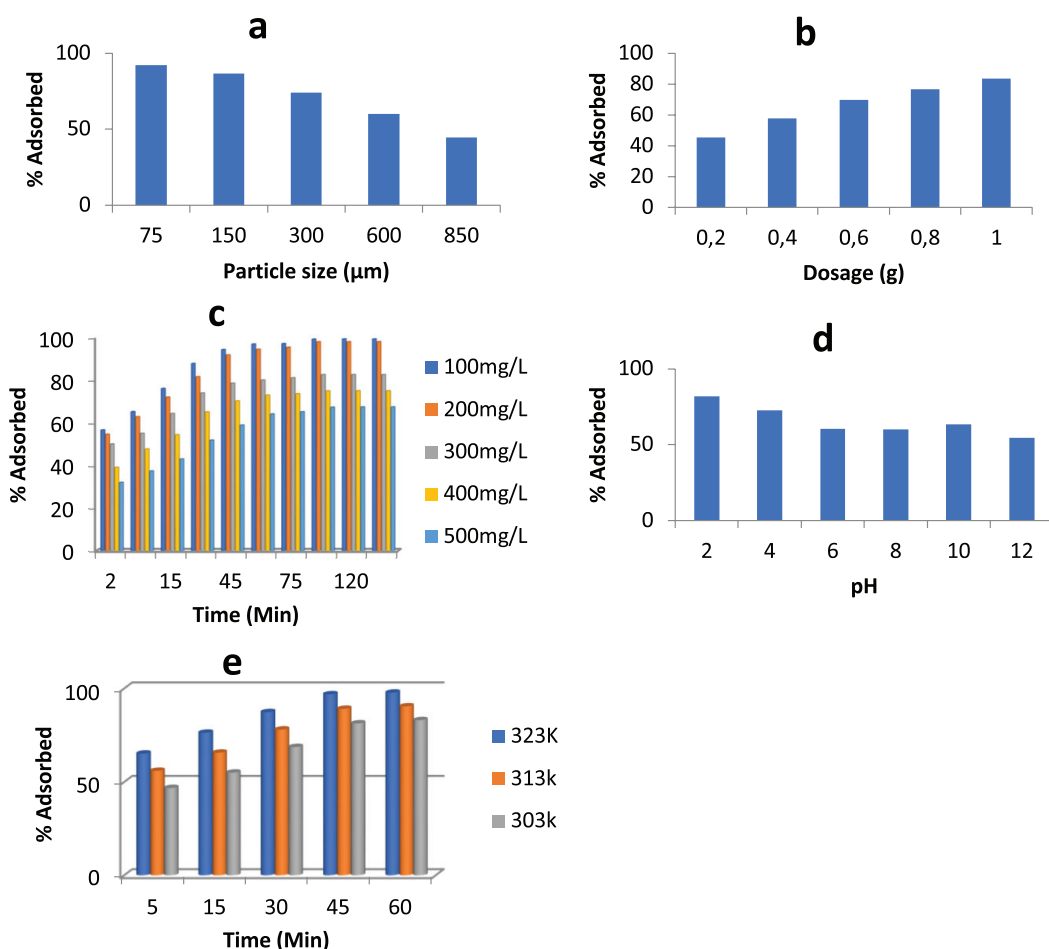 a
% Adsorbed
100
50
0
75 150 300 600 850
Particle size (µm)
b
% Adsorbed
100
80
60
40
20
0
0,2 0,4 0,6 0,8 1
Dosage (g)
c
% Adsorbed
100
80
60
40
20
0
2 15 45 75 120
Time (Min)
100mg/L
200mg/L
300mg/L
400mg/L
500mg/L
d
% Adsorbed
100
50
0
2 4 6 8 10 12
pH
e
% Adsorbed
100
50
0
5 15 30 45 60
Time (Min)
323K
313k
303k